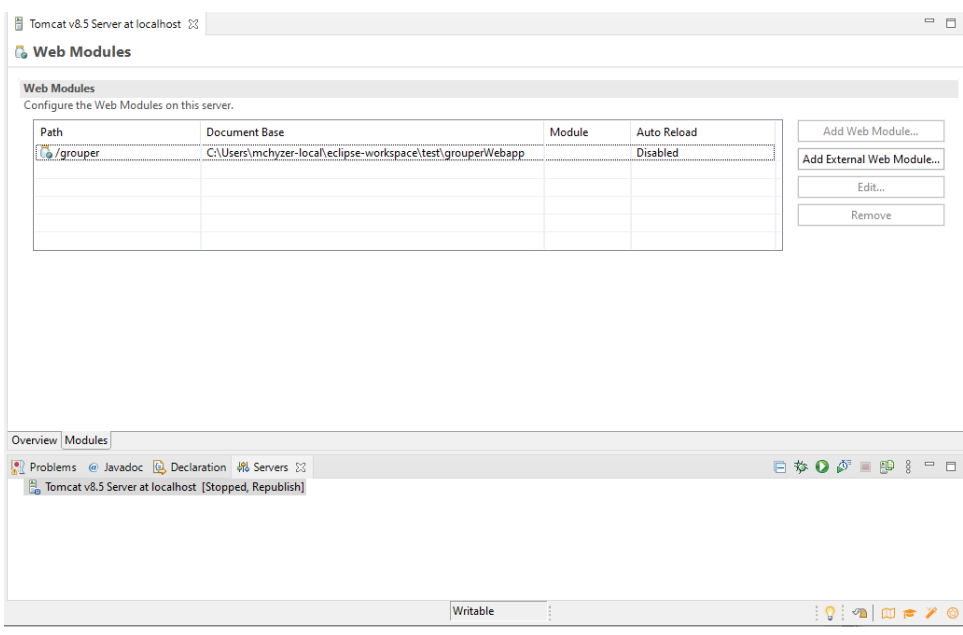 Tomcat v8.5 Server at localhost
Web Modules
Web Modules
Configure the Web Modules on this server.
Path Document Base Module Auto Reload
/grouper C:\Users\mchyzer-local\eclipse-workspace\test\grouperWebapp Disabled
Add Web Module...
Add External Web Module...
Edit...
Remove
Overview Modules
Problems @ Javadoc Declaration Servers
Tomcat v8.5 Server at localhost [Stopped, Republish]
Writable